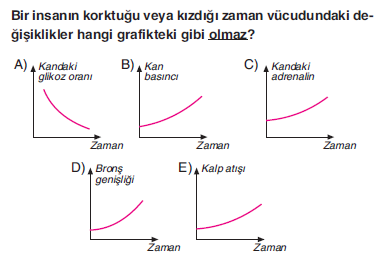 Bir insanın korktuğu veya kızdığı zaman vücudundaki de-
ğişiklikler hangi grafikteki gibi olmaz?
A) Kandaki
glikoz oranı
Zaman
B) Kan
basıncı
Zaman
C) Kandaki
adrenalin
Zaman
D) Bronş
genişliği
Zaman
E) Kalp atışı
Zaman